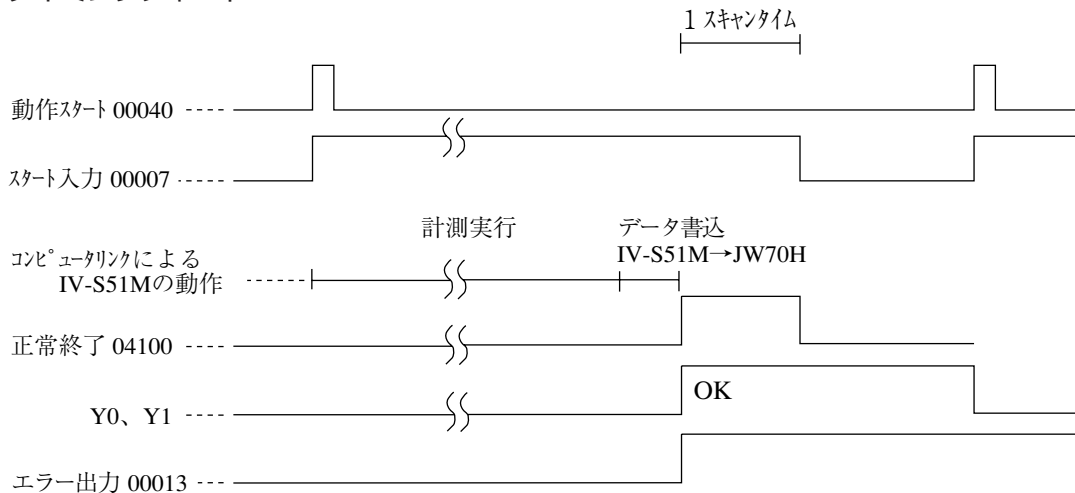 1 ｽｷｬﾝﾀｲﾑ
動作ｽﾀｰﾄ 00040
ｽﾀｰﾄ入力 00007
計測実行
データ書込
IV-S51M→JW70H
ｺﾝﾋﾟｭｰﾀﾘﾝｸによる
IV-S51Mの動作
正常終了 04100
OK
Y0、Y1
エラー出力 00013